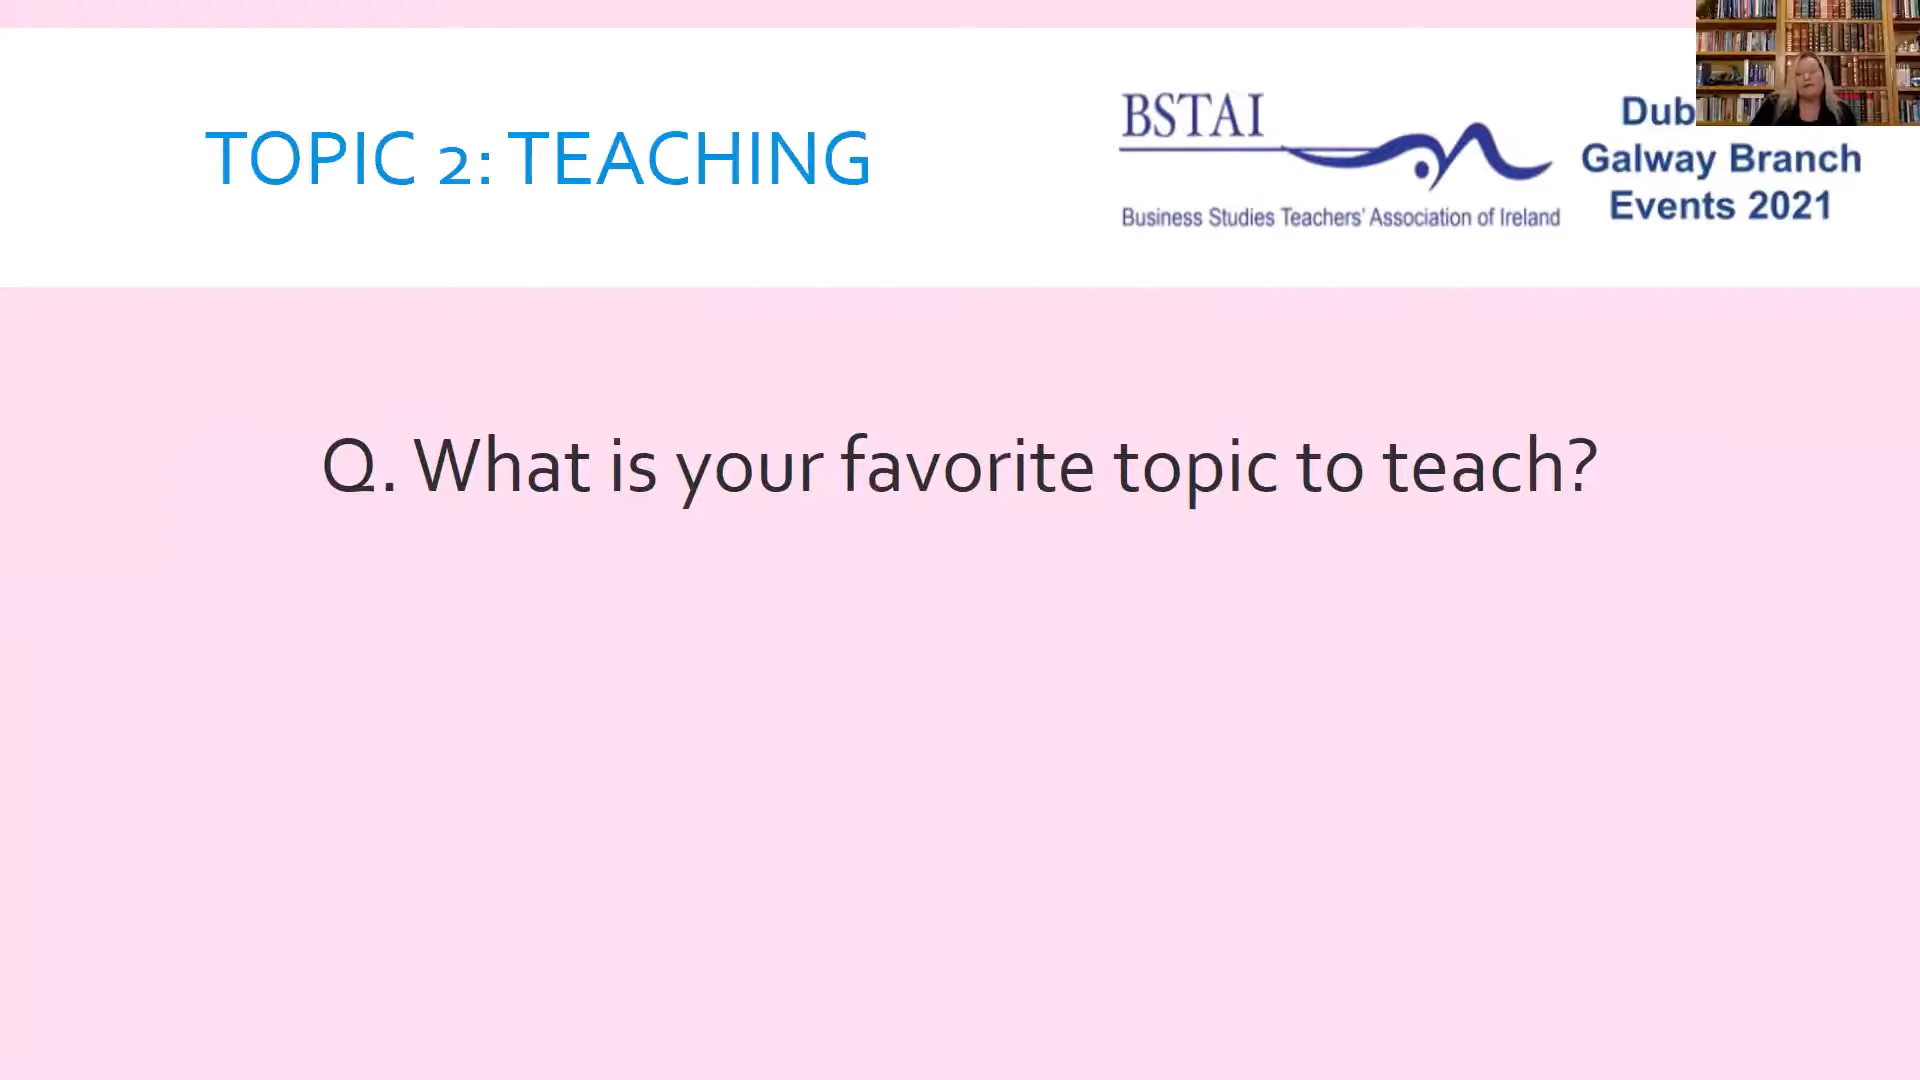 TOPIC 2: TEACHING
BSTAI
Business Studies Teachers' Association of Ireland
Dub
Galway Branch
Events 2021
Q. What is your favorite topic to teach?